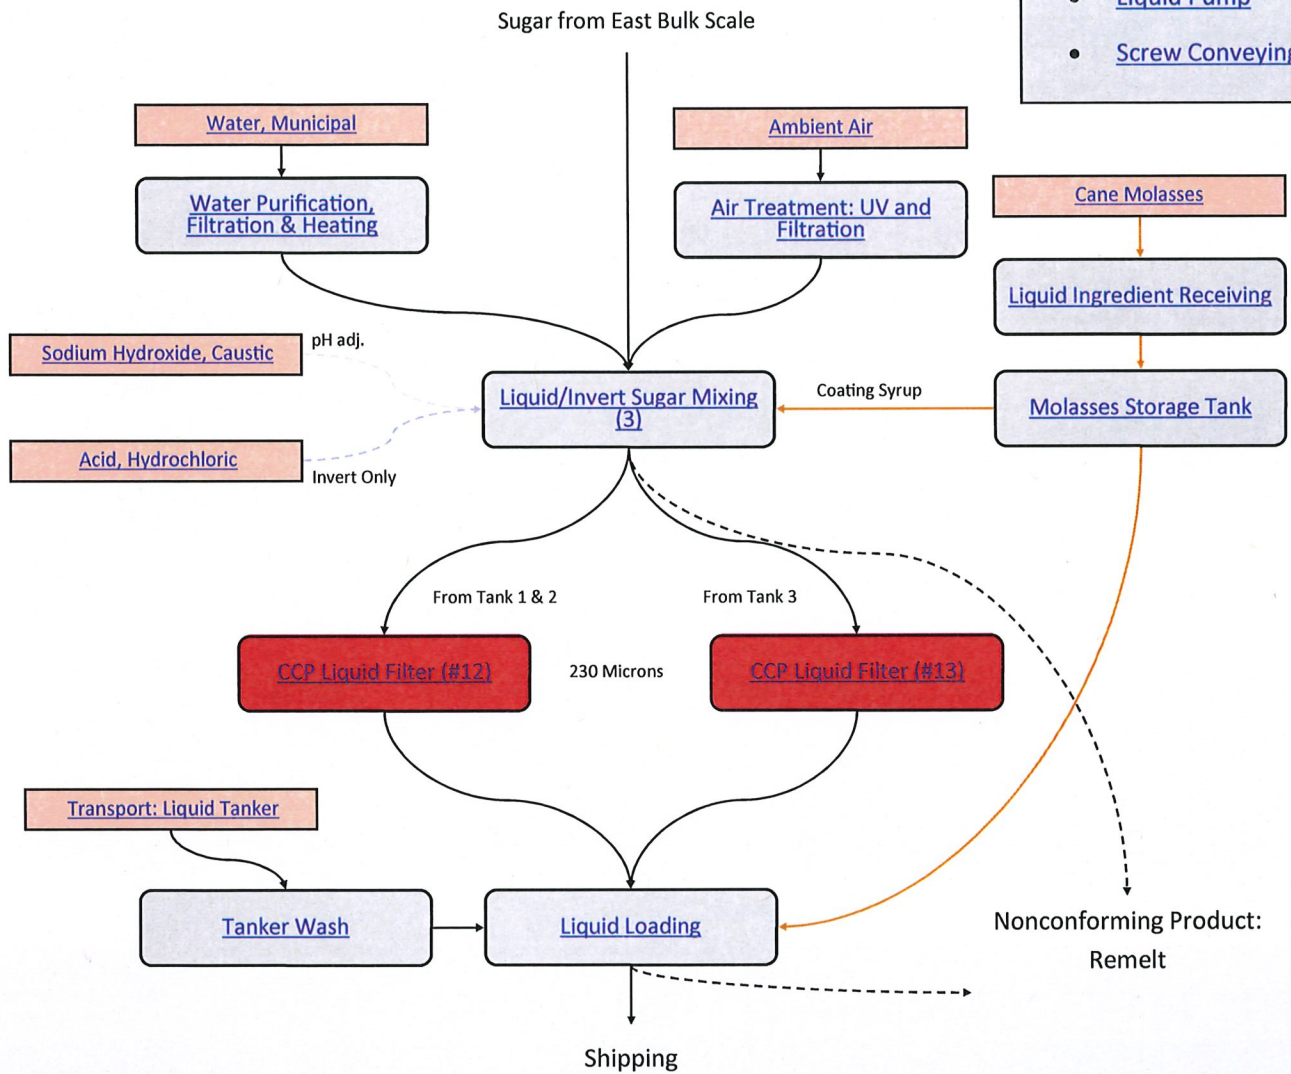 Sugar from East Bulk Scale
Liquid Pump
Screw Conveying
Water, Municipal
Ambient Air
Cane Molasses
Water Purification,
Filtration & Heating
Air Treatment: UV and
Filtration
Liquid Ingredient Receiving
pH adj.
Sodium Hydroxide, Caustic
Liquid/Invert Sugar Mixing
(3)
Coating Syrup
Molasses Storage Tank
Acid, Hydrochloric
Invert Only
From Tank 1 & 2
From Tank 3
CCP Liquid Filter (#12)
230 Microns
CCP Liquid Filter (#13)
Transport: Liquid Tanker
Tanker Wash
Liquid Loading
Nonconforming Product:
Remelt
Shipping